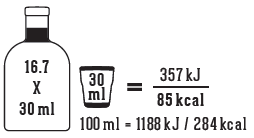 16.7
X
30 ml
30
ml
=
357 kJ
85 kcal
100 ml = 1188 kJ / 284 kcal